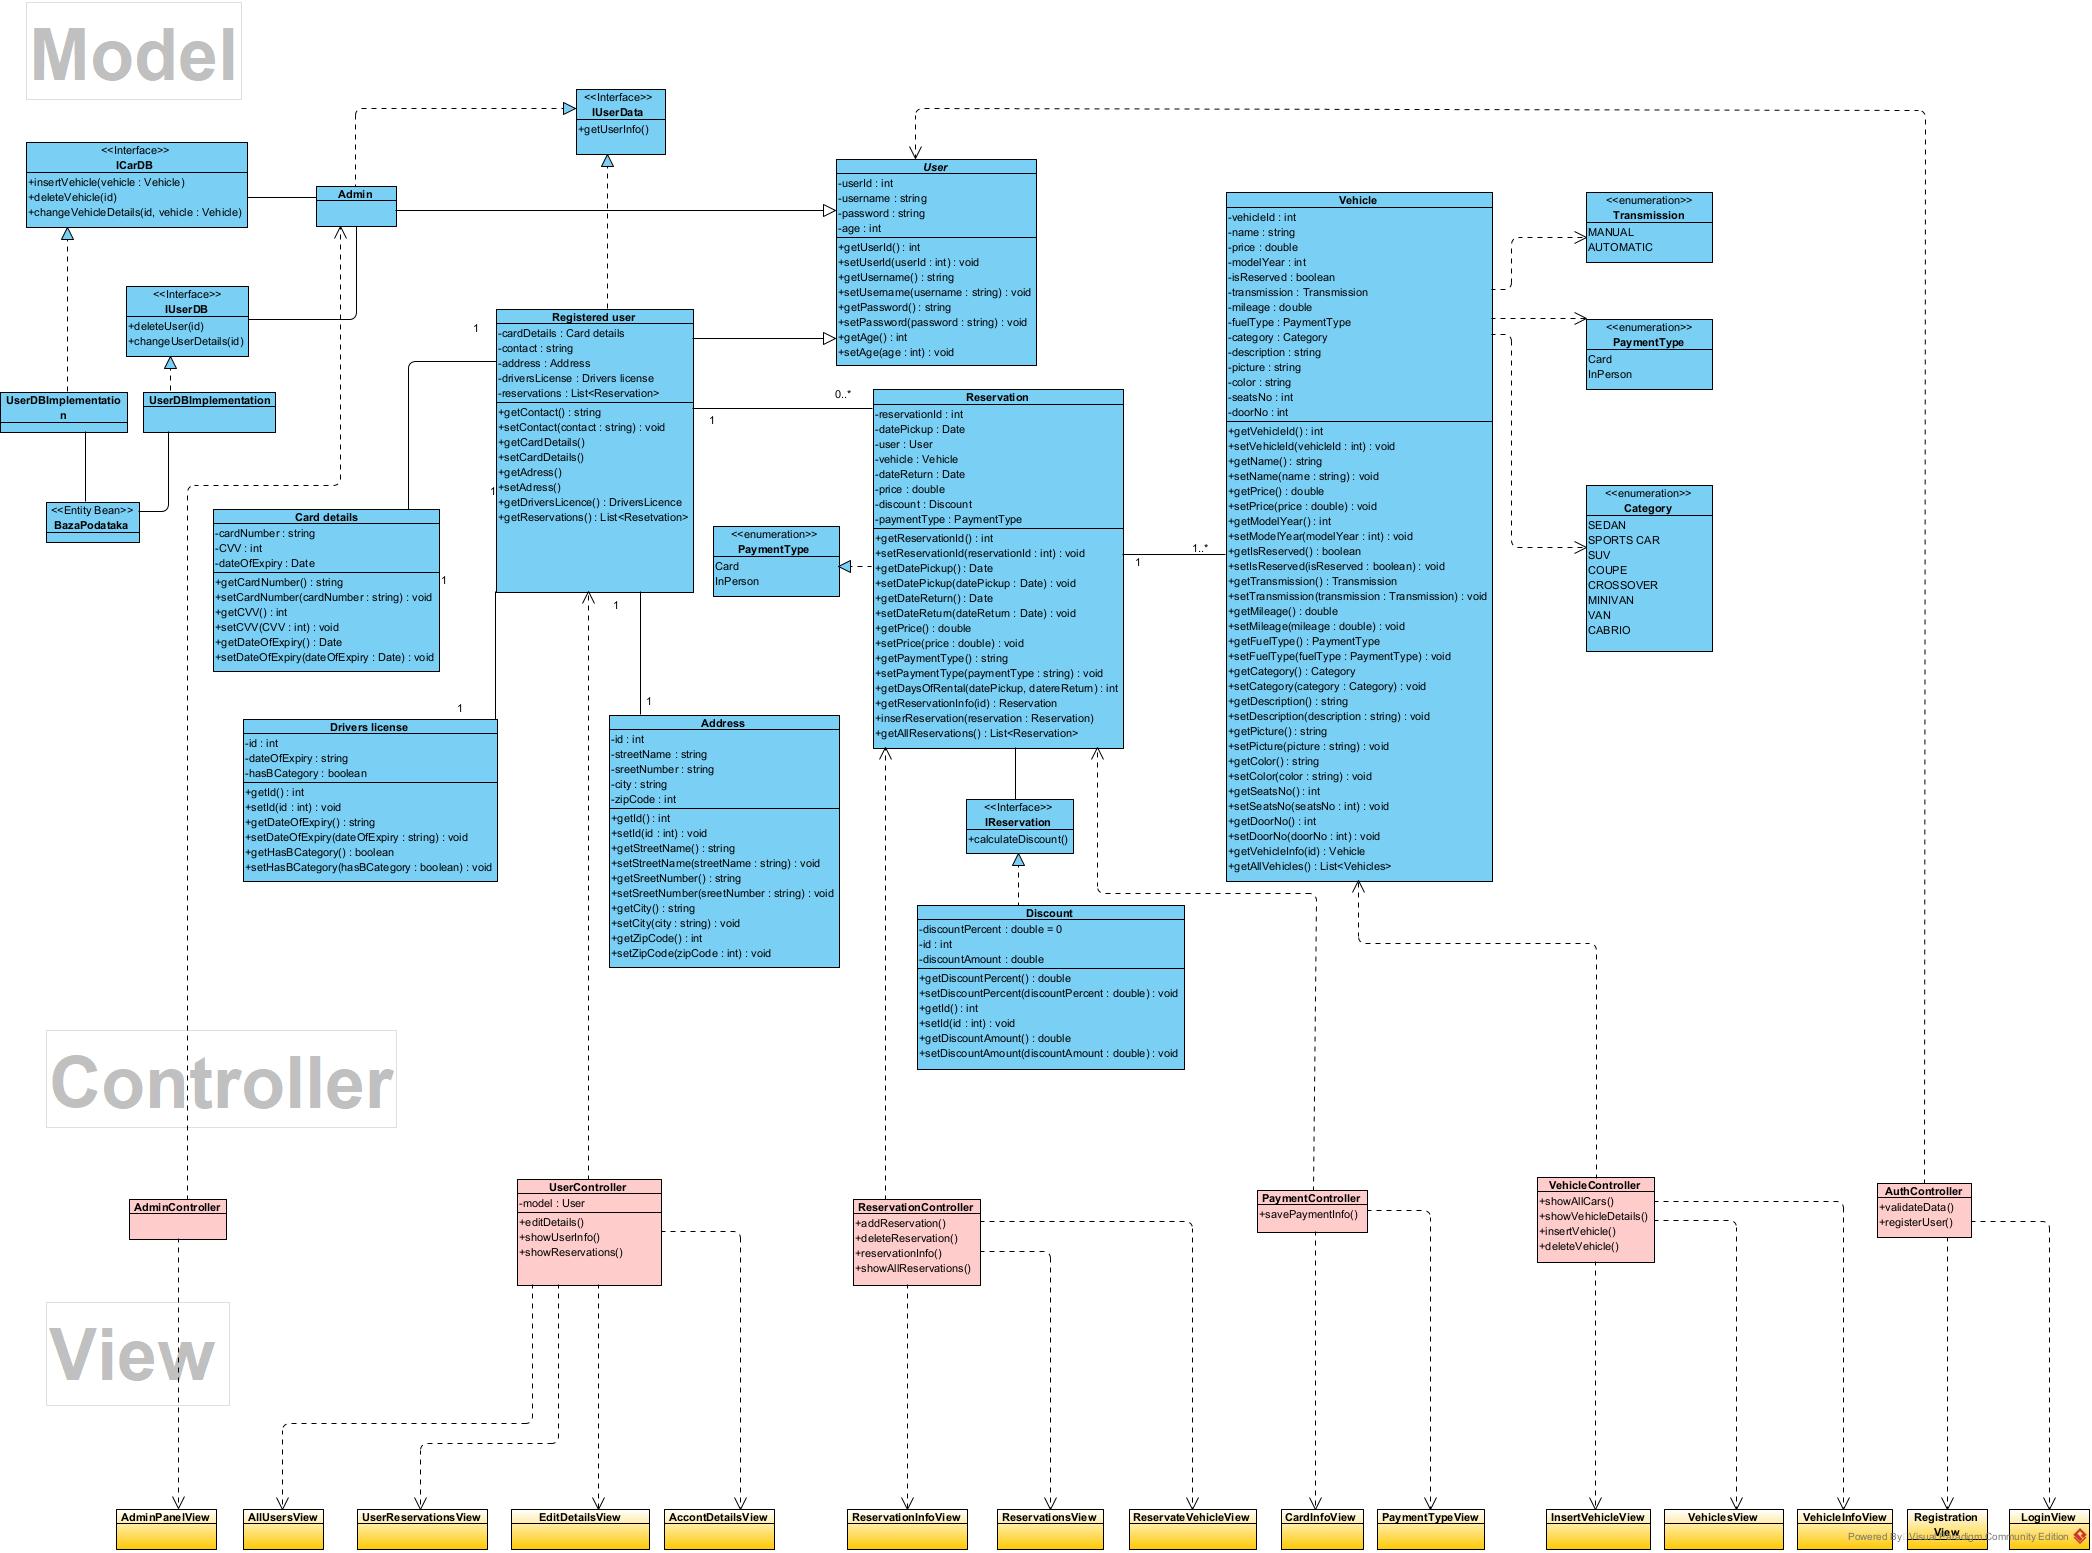 Model
<<Interface>>
IUserData
+getUserInfo()
<<Interface>>
ICarDB
+insertVehicle(vehicle : Vehicle)
+deleteVehicle(id)
+changeVehicleDetails(id, vehicle : Vehicle)
Admin
User
-userId : int
-username : string
-password : string
-age : int
+getUserId() : int
+setUserId(userId : int) : void
+getUsername() : string
+setUsername(username : string) : void
+getPassword() : string
+setPassword(password : string) : void
+getAge() : int
+setAge(age : int) : void
Vehicle
-vehicleId : int
-name : string
-price : double
-modelYear : int
-isReserved : boolean
-transmission : Transmission
-mileage : double
-fuelType : PaymentType
-category : Category
-description : string
-picture : string
-color : string
-seatsNo : int
-doorNo : int
+getVehicleId() : int
+setVehicleId(vehicleId : int) : void
+getName() : string
+setName(name : string) : void
+getPrice() : double
+setPrice(price : double) : void
+getModelYear() : int
+setModelYear(modelYear : int) : void
+getIsReserved() : boolean
+setIsReserved(isReserved : boolean) : void
+getTransmission() : Transmission
+setTransmission(transmission : Transmission) : void
+getMileage() : double
+setMileage(mileage : double) : void
+getFuelType() : PaymentType
+setFuelType(fuelType : PaymentType) : void
+getCategory() : Category
+setCategory(category : Category) : void
+getDescription() : string
+setDescription(description : string) : void
+getPicture() : string
+setPicture(picture : string) : void
+getColor() : string
+setColor(color : string) : void
+getSeatsNo() : int
+setSeatsNo(seatsNo : int) : void
+getDoorNo() : int
+setDoorNo(doorNo : int) : void
+getVehicleInfo(id) : Vehicle
+getAllVehicles() : List<Vehicles>
<<enumeration>>
Transmission
MANUAL
AUTOMATIC
<<enumeration>>
PaymentType
Card
InPerson
<<enumeration>>
Category
SEDAN
SPORTS CAR
SUV
COUPE
CROSSOVER
MINIVAN
VAN
CABRIO
<<Interface>>
IUserDB
+deleteUser(id)
+changeUserDetails(id)
UserDBImplementatio
n
UserDBImplementation
<<Entity Bean>>
BazaPodataka
1
Registered user
-cardDetails : Card details
-contact : string
-address : Address
-driversLicense : Drivers license
-reservations : List<Reservation>
+getContact() : string
+setContact(contact : string) : void
+getCardDetails()
+setCardDetails()
+getAdress()
+setAdress()
+getDriversLicence() : DriversLicence
+getReservations() : List<Resetvation>
1
1
0..*
1
Reservation
-reservationId : int
-datePickup : Date
-user : User
-vehicle : Vehicle
-dateReturn : Date
-price : double
-discount : Discount
-paymentType : PaymentType
+getReservationId() : int
+setReservationId(reservationId : int) : void
+getDatePickup() : Date
+setDatePickup(datePickup : Date) : void
+getDateReturn() : Date
+setDateReturn(dateReturn : Date) : void
+getPrice() : double
+setPrice(price : double) : void
+getPaymentType() : string
+setPaymentType(paymentType : string) : void
+getDaysOfRental(datePickup, datereReturn) : int
+getReservationInfo(id) : Reservation
+inserReservation(reservation : Reservation)
+getAllReservations() : List<Reservation>
1..*
1
<<enumeration>>
PaymentType
Card
InPerson
Card details
-cardNumber : string
-CVV : int
-dateOfExpiry : Date
+getCardNumber() : string
+setCardNumber(cardNumber : string) : void
+getCVV() : int
+setCVV(CVV : int) : void
+getDateOfExpiry() : Date
+setDateOfExpiry(dateOfExpiry : Date) : void
1
1
Drivers license
-id : int
-dateOfExpiry : string
-hasBCategory : boolean
+getId() : int
+setId(id : int) : void
+getDateOfExpiry() : string
+setDateOfExpiry(dateOfExpiry : string) : void
+getHasBCategory() : boolean
+setHasBCategory(hasBCategory : boolean) : void
1
Address
-id : int
-streetName : string
-sreetNumber : string
-city : string
-zipCode : int
+getId() : int
+setId(id : int) : void
+getStreetName() : string
+setStreetName(streetName : string) : void
+getSreetNumber() : string
+setSreetNumber(sreetNumber : string) : void
+getCity() : string
+setCity(city : string) : void
+getZipCode() : int
+setZipCode(zipCode : int) : void
<<Interface>>
IReservation
+calculateDiscount()
Discount
-discountPercent : double = 0
-id : int
-discountAmount : double
+getDiscountPercent() : double
+setDiscountPercent(discountPercent : double) : void
+getId() : int
+setId(id : int) : void
+getDiscountAmount() : double
+setDiscountAmount(discountAmount : double) : void
Controller
AdminController
UserController
-model : User
+editDetails()
+showUserInfo()
+showReservations()
ReservationController
+addReservation()
+deleteReservation()
+reservationInfo()
+showAllReservations()
PaymentController
+savePaymentInfo()
VehicleController
+showAllCars()
+showVehicleDetails()
+insertVehicle()
+deleteVehicle()
AuthController
+validateData()
+registerUser()
View
AdminPanelView
AllUsersView
UserReservationsView
EditDetailsView
AccontDetailsView
ReservationInfoView
ReservationsView
ReservateVehicleView
CardInfoView
PaymentTypeView
InsertVehicleView
VehiclesView
VehicleInfoView
Registration
View
LoginView
Powered By: Visual Paradigm Community Edition